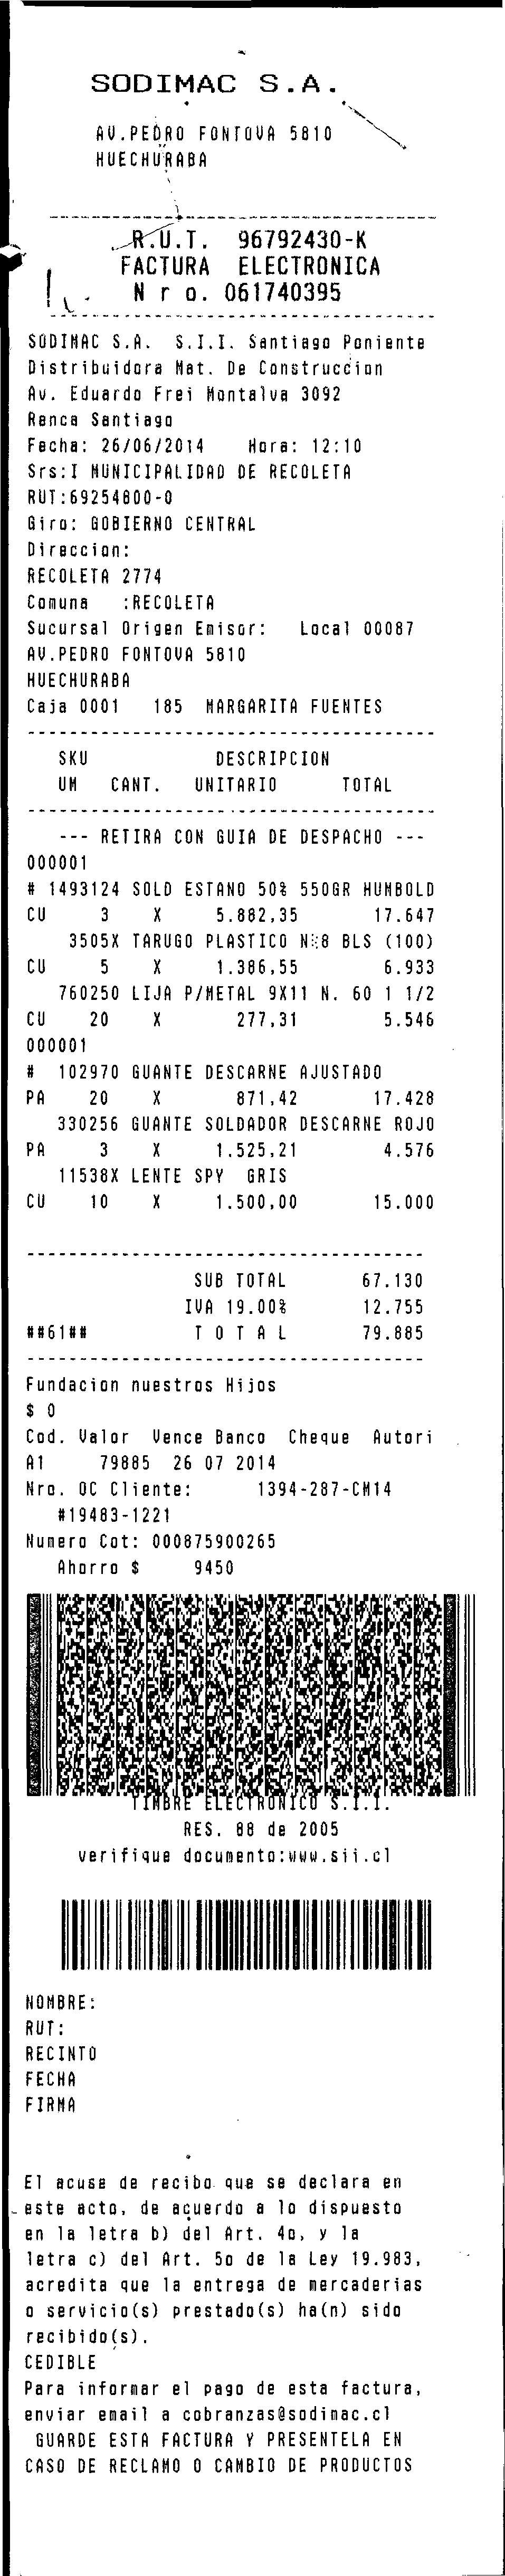 SODIMAC S.A.
AV.PEDRO FONTOVA 5810
HUECHURABA
R.U.T. 96792430-K
FACTURA ELECTRONICA
N r o. 061740395
SODIMAC S.A. S.I.I. Santiago Poniente
Distribuidora Mat. De Construccion
Av. Eduardo Frei Montalva 3092
Renca Santiago
Fecha: 26/06/2014 Hora: 12:10
Srs:I MUNICIPALIDAD DE RECOLETA
RUT:69254800-0
Giro: GOBIERNO CENTRAL
Direccion:
RECOLETA 2774
Comuna :RECOLETA
Sucursal Origen Emisor: Local 00087
AV.PEDRO FONTOVA 5810
HUECHURABA
Caja 0001 185 MARGARITA FUENTES
SKU DESCRIPCION
UM CANT. UNITARIO TOTAL
--- RETIRA CON GUIA DE DESPACHO ---
000001
# 1493124 SOLD ESTANO 50% 550GR HUMBOLD
CU 3 X 5.882,35 17.647
3505X TARUGO PLASTICO N:8 BLS (100)
CU 5 X 1.386,55 6.933
760250 LIJA P/METAL 9X11 N. 60 1 1/2
CU 20 X 277,31 5.546
000001
# 102970 GUANTE DESCARNE AJUSTADO
PA 20 X 871,42 17.428
330256 GUANTE SOLDADOR DESCARNE ROJO
PA 3 X 1.525,21 4.576
11538X LENTE SPY GRIS
CU 10 X 1.500,00 15.000
SUB TOTAL 67.130
IVA 19.00% 12.755
##61## T O T A L 79.885
Fundacion nuestros Hijos
$ 0
Cod. Valor Vence Banco Cheque Autori
A1 79885 26 07 2014
Nro. OC Cliente: 1394-287-CM14
#19483-1221
Numero Cot: 000875900265
Ahorro $ 9450
TIMBRE ELECTRONICO S.I.I.
RES. 88 de 2005
verifique documento:www.sii.cl
NOMBRE:
RUT:
RECINTO
FECHA
FIRMA
El acuse de recibo que se declara en
este acto, de acuerdo a lo dispuesto
en la letra b) del Art. 4o, y la
letra c) del Art. 5o de la Ley 19.983,
acredita que la entrega de mercaderias
o servicio(s) prestado(s) ha(n) sido
recibido(s).
CEDIBLE
Para informar el pago de esta factura,
enviar email a cobranzas@sodimac.cl
GUARDE ESTA FACTURA Y PRESENTELA EN
CASO DE RECLAMO O CAMBIO DE PRODUCTOS